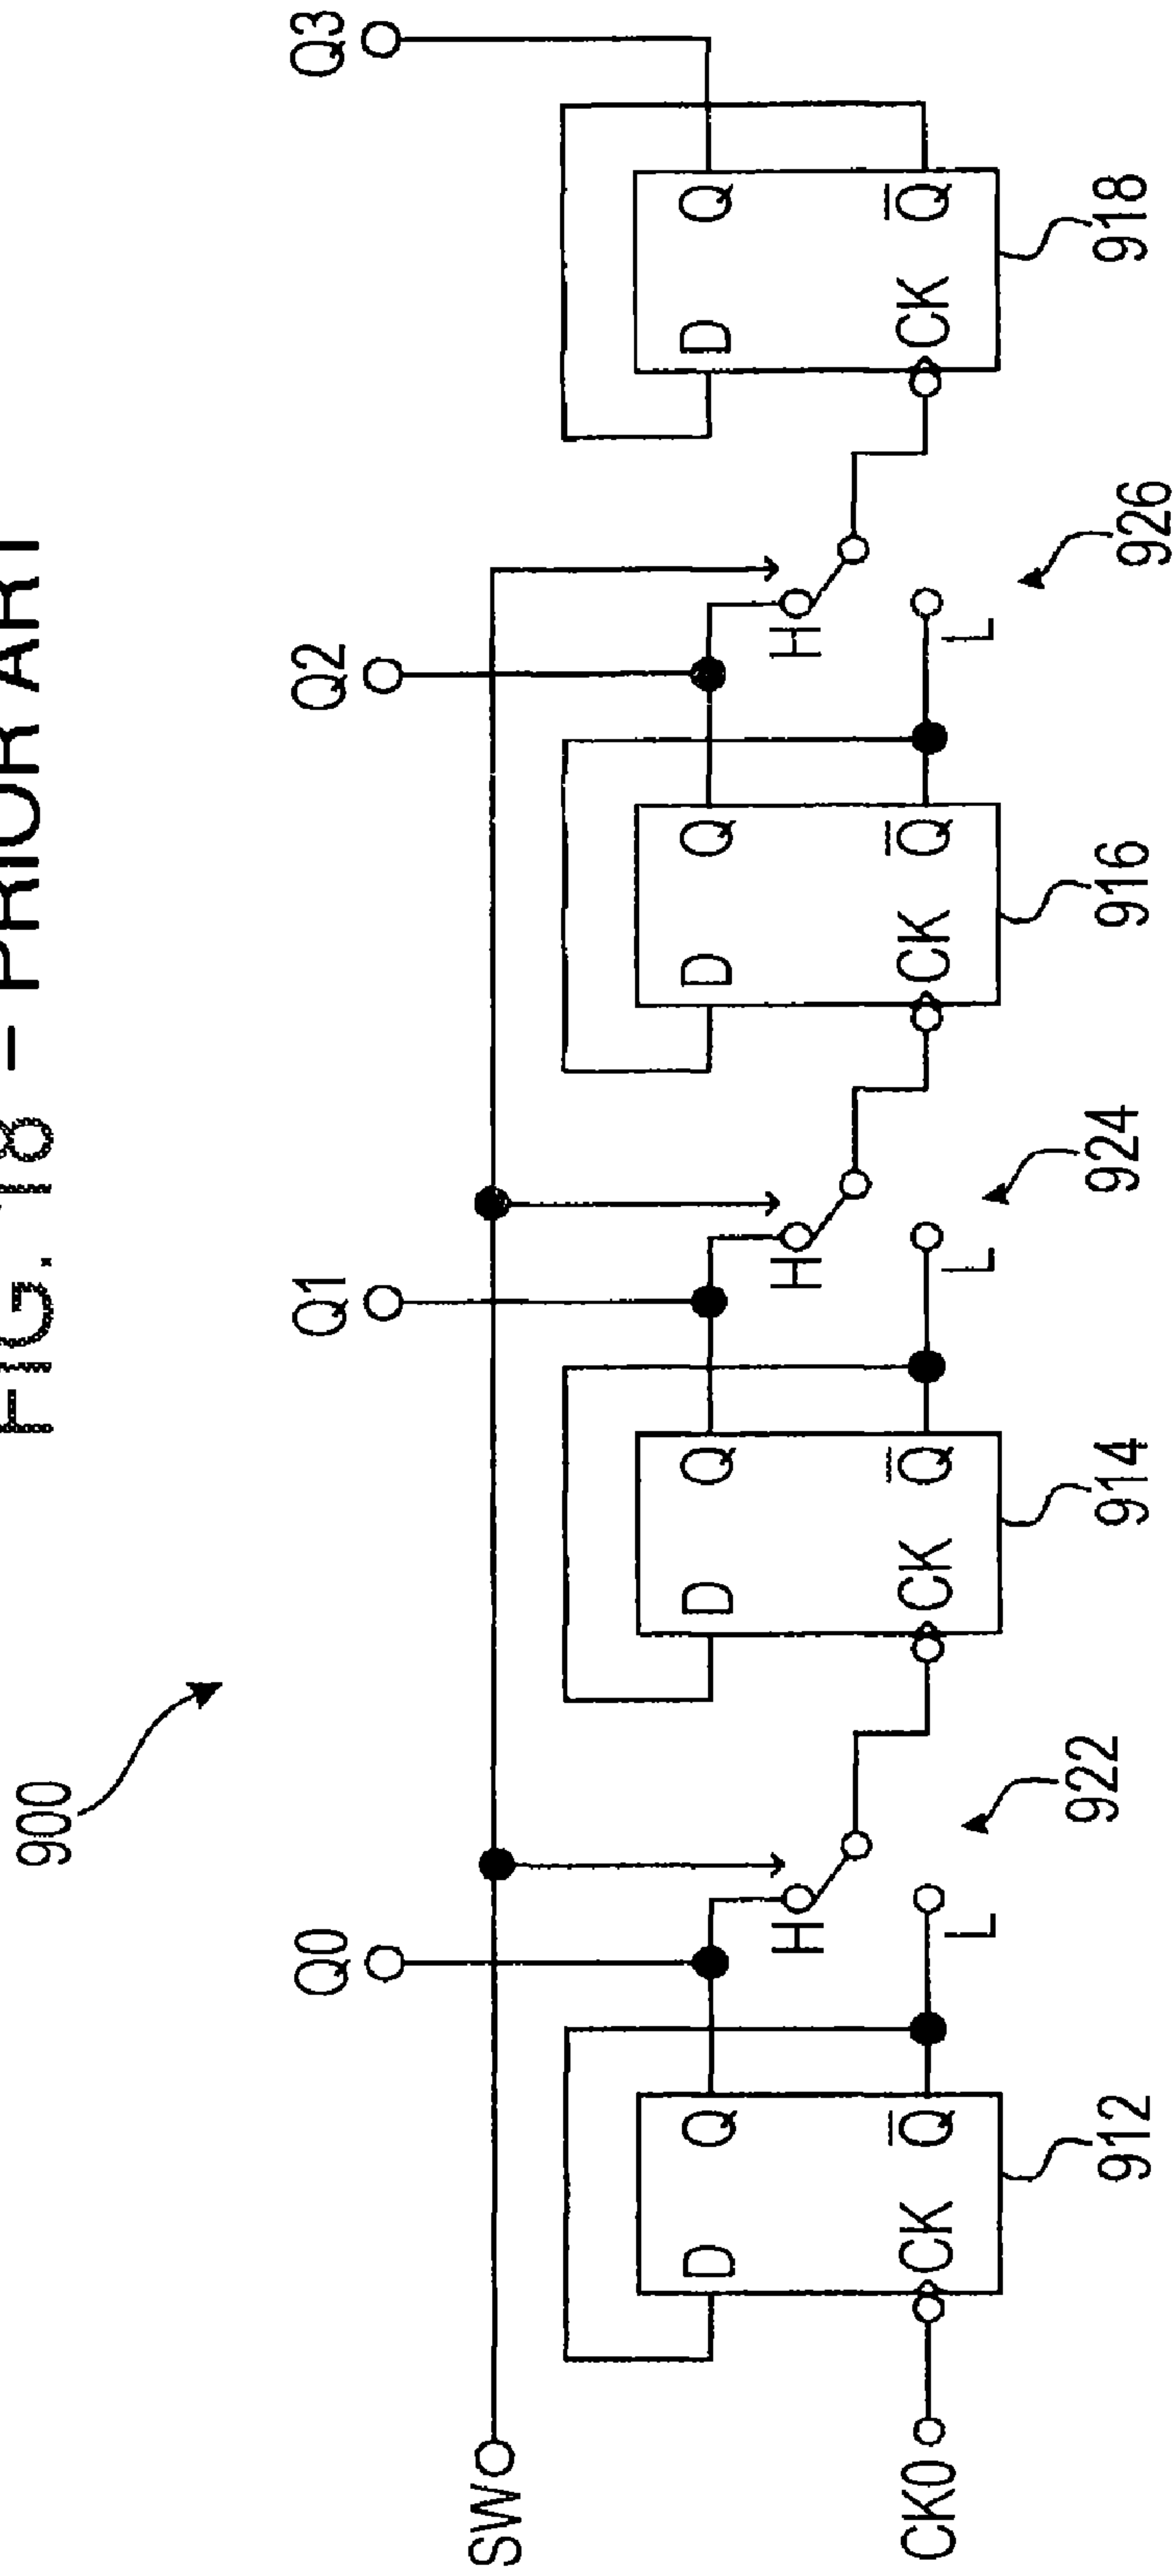 FIG. 18 – PRIOR ART
900
Q0
Q1
Q2
Q3
SW
D
Q
D
Q
D
Q
D
Q
H
H
H
CK0
CK
Q̅
CK
Q̅
CK
Q̅
CK
Q̅
L
L
L
922
924
926
912
914
916
918